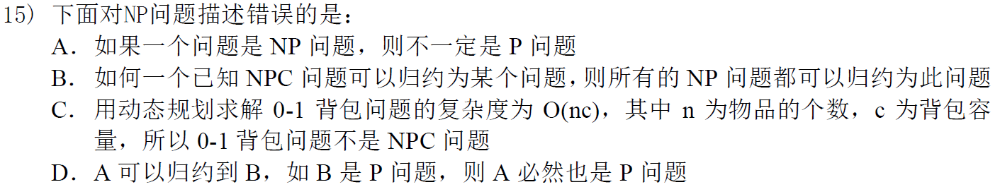 15) 下面对NP问题描述错误的是：
A. 如果一个问题是 NP 问题，则不一定是 P 问题
B. 如何一个已知 NPC 问题可以归约为某个问题，则所有的 NP 问题都可以归约为此问题
C. 用动态规划求解 0-1 背包问题的复杂度为 O(nc)，其中 n 为物品的个数，c 为背包容
量，所以 0-1 背包问题不是 NPC 问题
D. A 可以归约到 B，如 B 是 P 问题，则 A 必然也是 P 问题